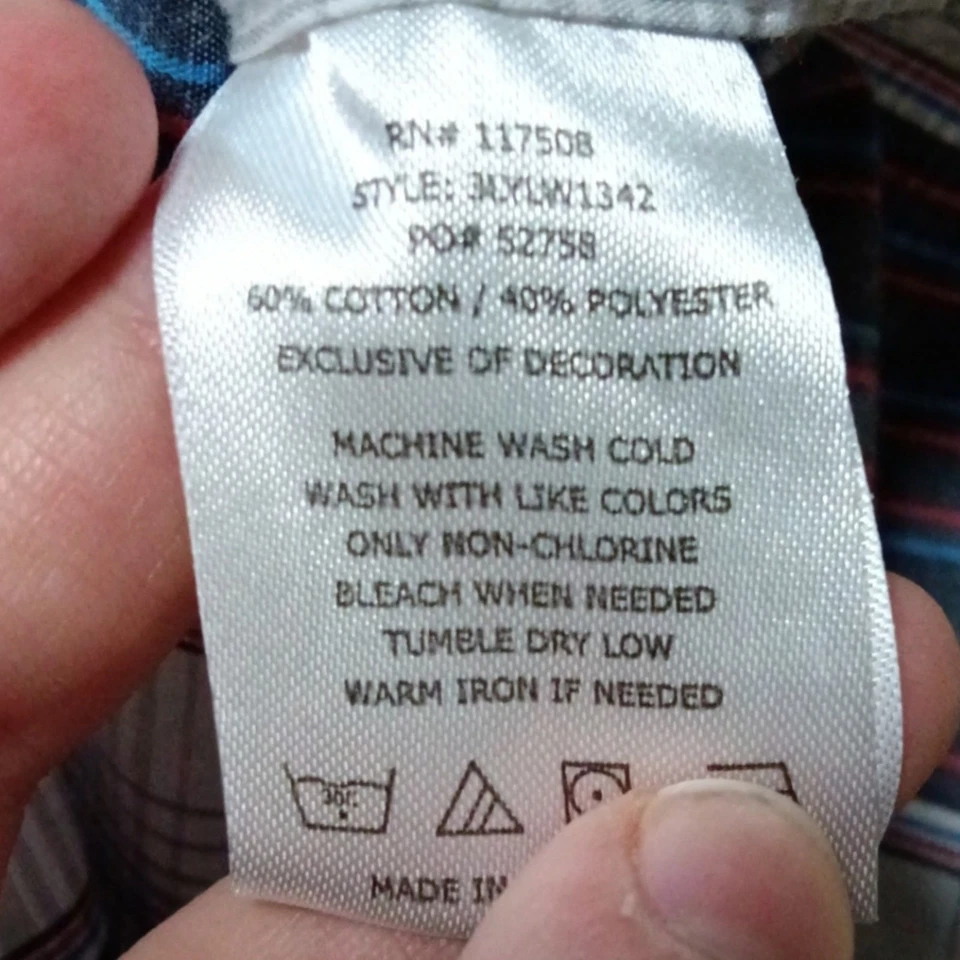 RN# 117508
STYLE:
PO# 52758
60% COTTON / 40% POLYESTER
EXCLUSIVE OF DECORATION
MACHINE WASH COLD
WASH WITH LIKE COLORS
ONLY NON-CHLORINE
BLEACH WHEN NEEDED
TUMBLE DRY LOW
WARM IRON IF NEEDED
30C
MADE IN